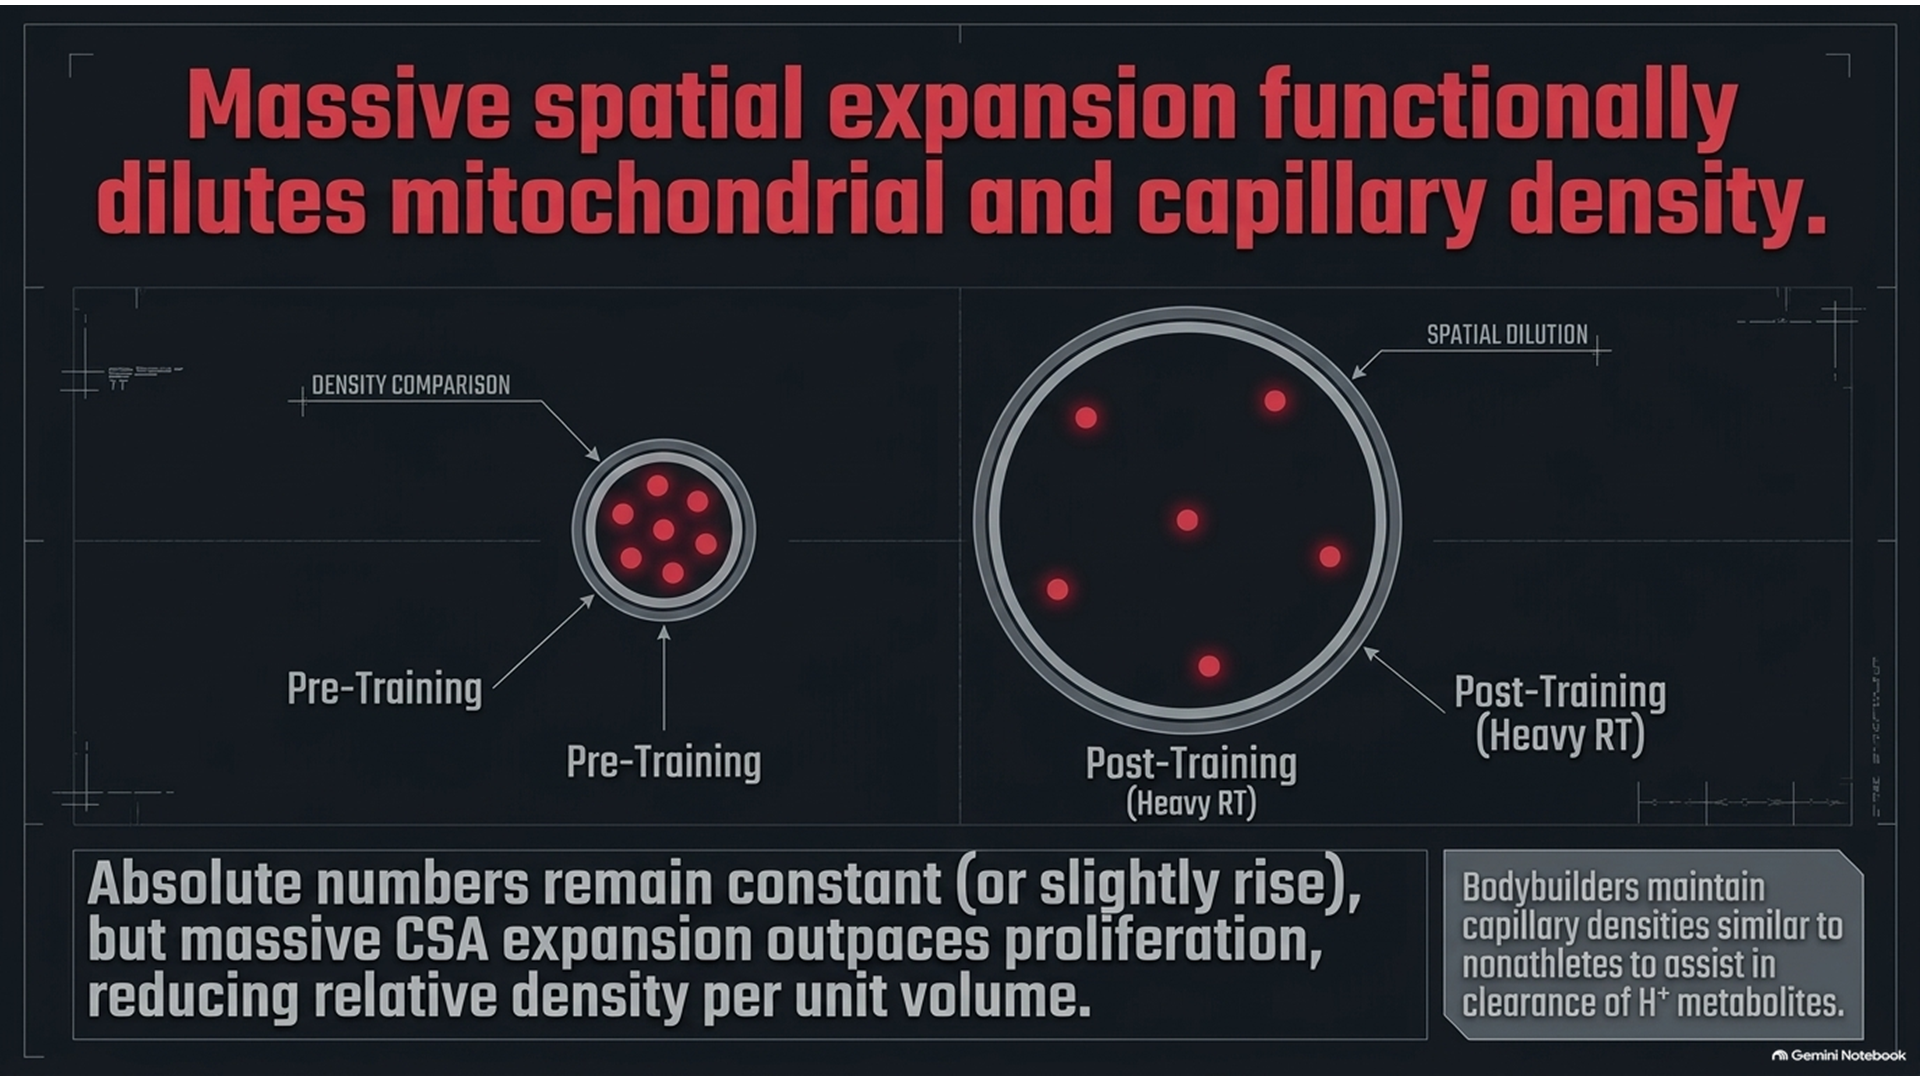 Massive spatial expansion functionally
dilutes mitochondrial and capillary density.
DENSITY COMPARISON
SPATIAL DILUTION
Pre-Training
Pre-Training
Post-Training
(Heavy RT)
Post-Training
(Heavy RT)
Absolute numbers remain constant (or slightly rise),
but massive CSA expansion outpaces proliferation,
reducing relative density per unit volume.
Bodybuilders maintain
capillary densities similar to
nonathletes to assist in
clearance of H⁺ metabolites.
Gemini Notebook